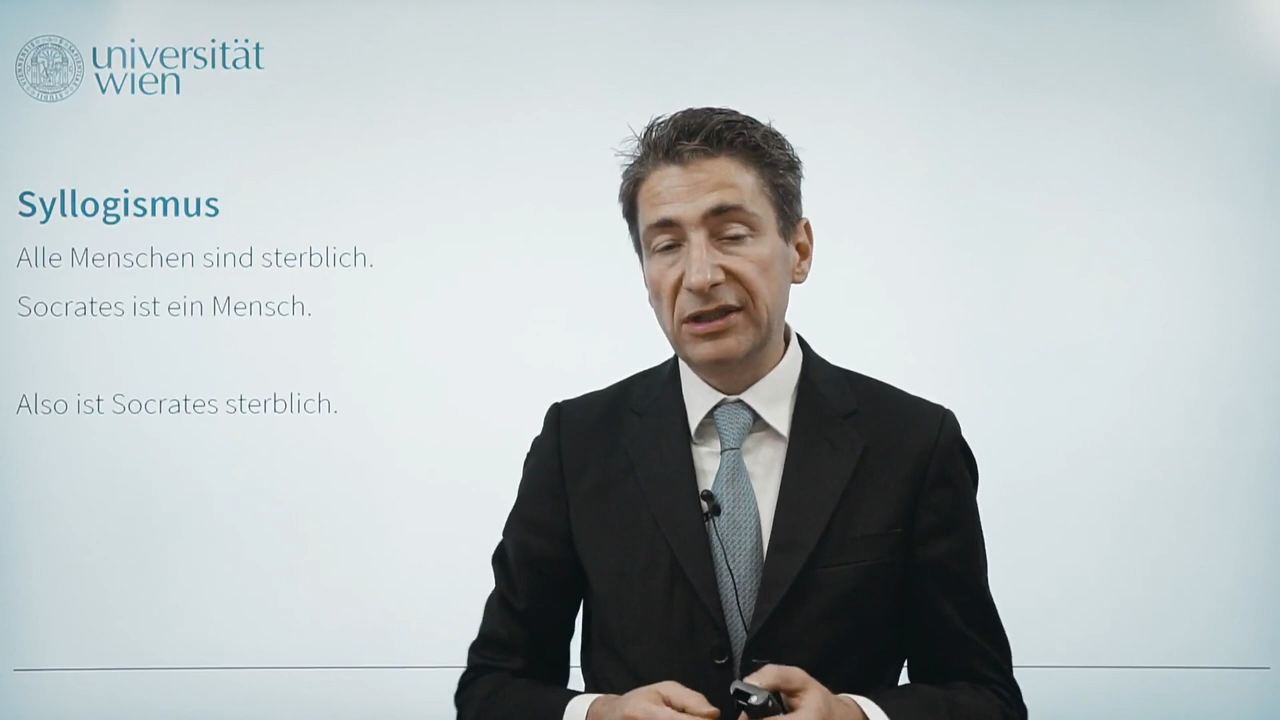 universität
wien
Syllogismus
Alle Menschen sind sterblich.
Socrates ist ein Mensch.
Also ist Socrates sterblich.